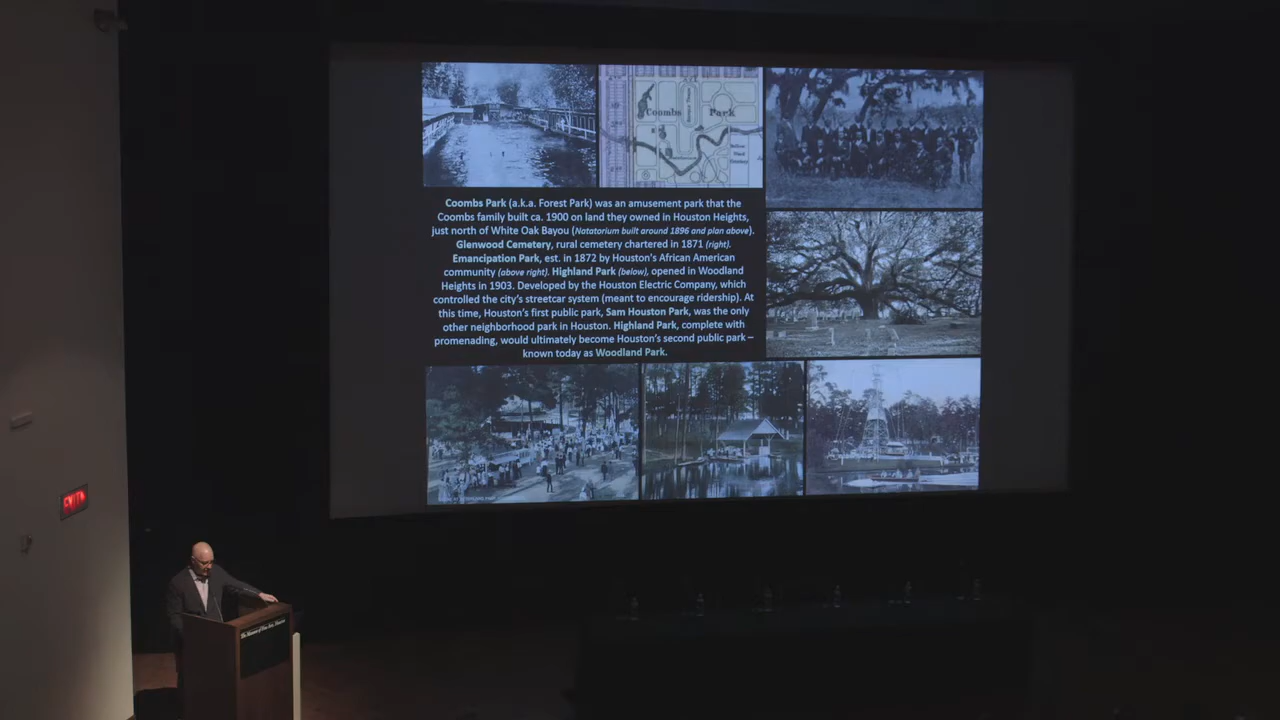 Coombs Park
Coombs Park (a.k.a. Forest Park) was an amusement park that the
Coombs family built ca. 1900 on land they owned in Houston Heights,
just north of White Oak Bayou (Natatorium built around 1896 and plan above).
Glenwood Cemetery, rural cemetery chartered in 1871 (right).
Emancipation Park, est. in 1872 by Houston's African American
community (above right). Highland Park (below), opened in Woodland
Heights in 1903. Developed by the Houston Electric Company, which
controlled the city's streetcar system (meant to encourage ridership). At
this time, Houston's first public park, Sam Houston Park, was the only
other neighborhood park in Houston. Highland Park, complete with
promenading, would ultimately become Houston's second public park –
known today as Woodland Park.
EXIT
The Museum of Fine Arts, Houston